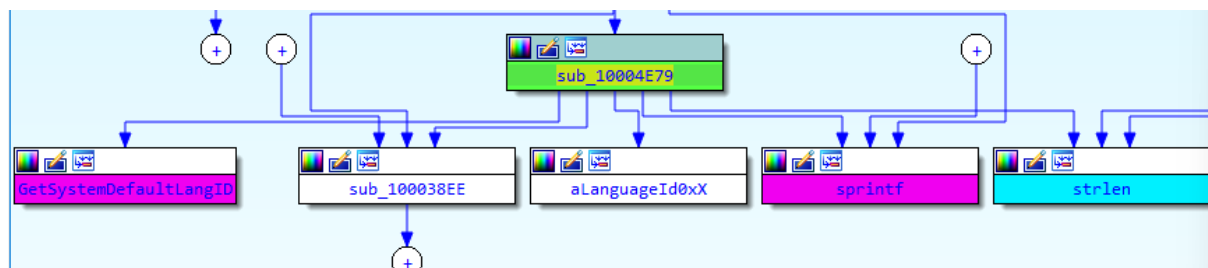 +
+
+
sub_10004E79
GetSystemDefaultLangID
sub_100038EE
aLanguageId0xX
sprintf
strlen
+